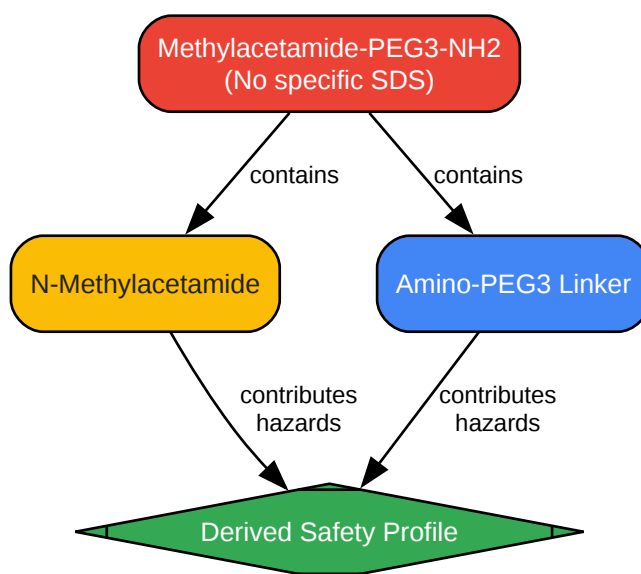 Methylacetamide-PEG3-NH2
(No specific SDS)
contains
contains
N-Methylacetamide
Amino-PEG3 Linker
contributes
hazards
contributes
hazards
Derived Safety Profile